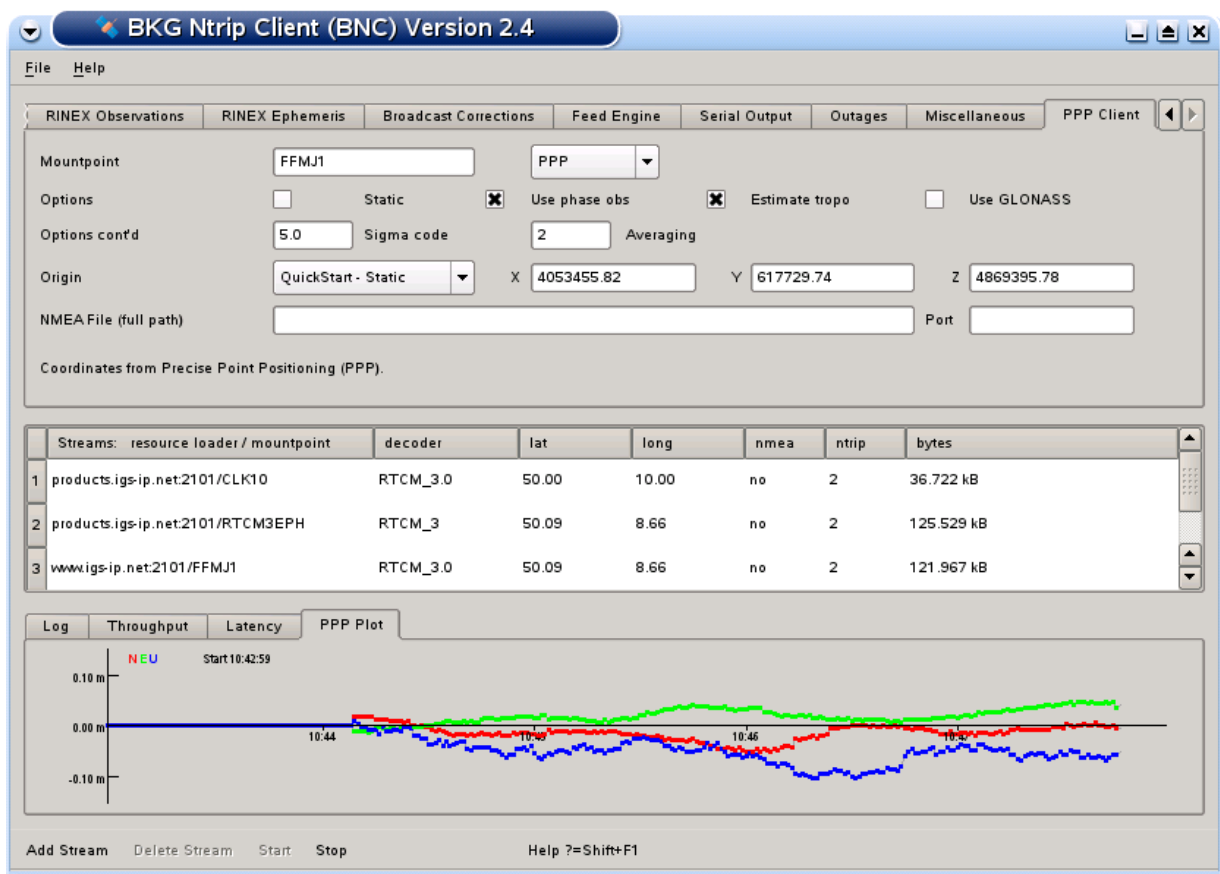 BKG Ntrip Client (BNC) Version 2.4
File Help
RINEX Observations RINEX Ephemeris Broadcast Corrections Feed Engine Serial Output Outages Miscellaneous PPP Client
Mountpoint FFMJ1 PPP
Options Static Use phase obs Estimate tropo Use GLONASS
Options cont'd 5.0 Sigma code 2 Averaging
Origin QuickStart - Static X 4053455.82 Y 617729.74 Z 4869395.78
NMEA File (full path) Port
Coordinates from Precise Point Positioning (PPP).
Streams: resource loader / mountpoint decoder lat long nmea ntrip bytes
1 products.igs-ip.net:2101/CLK10 RTCM_3.0 50.00 10.00 no 2 36.722 kB
2 products.igs-ip.net:2101/RTCM3EPH RTCM_3 50.09 8.66 no 2 125.529 kB
3 www.igs-ip.net:2101/FFMJ1 RTCM_3.0 50.09 8.66 no 2 121.967 kB
Log Throughput Latency PPP Plot
NEU Start 10:42:59
0.10 m
0.00 m
10:44 10:46
-0.10 m
Add Stream Delete Stream Start Stop Help ?=Shift+F1